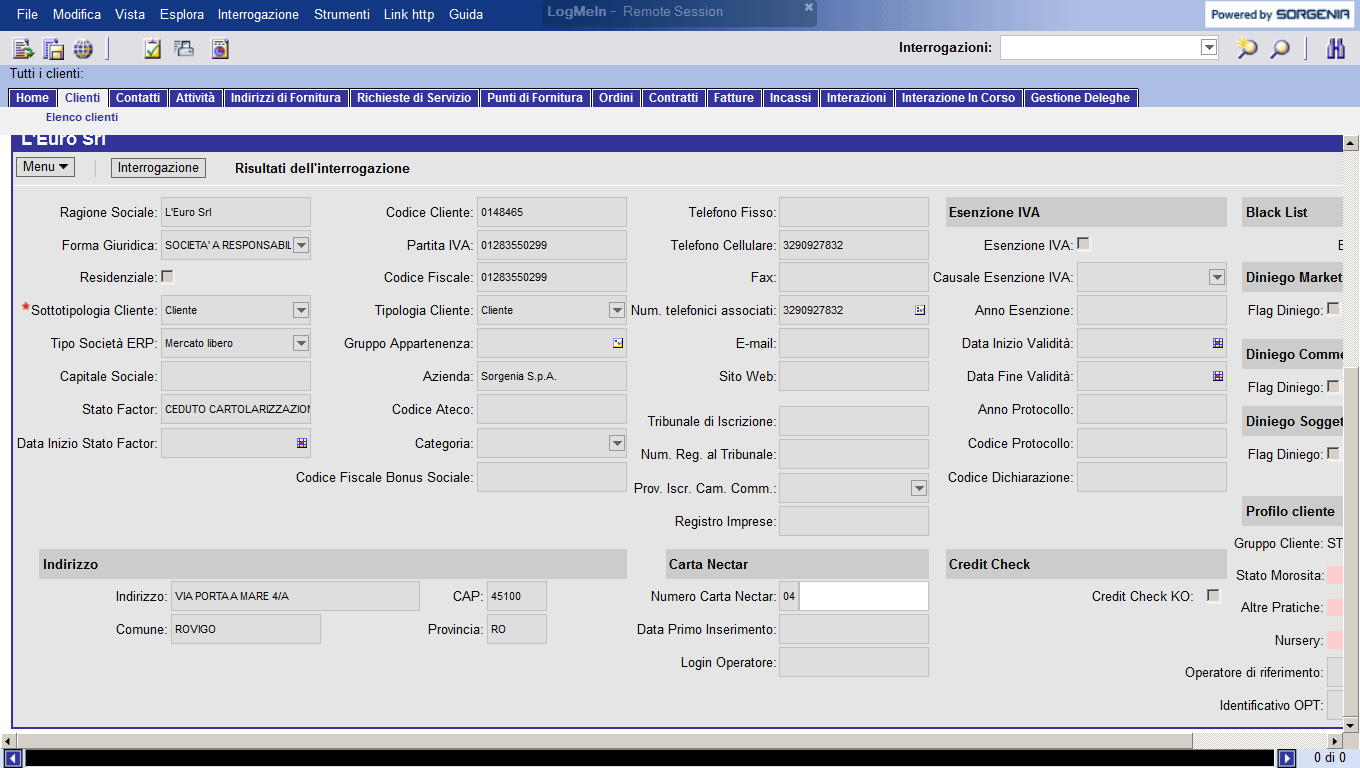 File Modifica Vista Esplora Interrogazione Strumenti Link http Guida
LogMeIn - Remote Session
Powered by SORGENIA
Interrogazioni:
Tutti i clienti:
Home Clienti Contatti Attività Indirizzi di Fornitura Richieste di Servizio Punti di Fornitura Ordini Contratti Fatture Incassi Interazioni Interazione In Corso Gestione Deleghe
Elenco clienti
L'Euro Srl
Menu Interrogazione Risultati dell'interrogazione
Ragione Sociale: L'Euro Srl Codice Cliente: 0148465 Telefono Fisso: Esenzione IVA Black List
Forma Giuridica: SOCIETA' A RESPONSABIL Partita IVA: 01283550299 Telefono Cellulare: 3290927832 Esenzione IVA:
Residenziale: Codice Fiscale: 01283550299 Fax: Causale Esenzione IVA: Diniego Market
*Sottotipologia Cliente: Cliente Tipologia Cliente: Cliente Num. telefonici associati: 3290927832 Anno Esenzione: Flag Diniego:
Tipo Società ERP: Mercato libero Gruppo Appartenenza: E-mail: Data Inizio Validità: Diniego Comme
Capitale Sociale: Azienda: Sorgenia S.p.A. Sito Web: Data Fine Validità: Flag Diniego:
Stato Factor: CEDUTO CARTOLARIZZAZION Codice Ateco: Tribunale di Iscrizione: Anno Protocollo: Diniego Sogget
Data Inizio Stato Factor: Categoria: Num. Reg. al Tribunale: Codice Protocollo: Flag Diniego:
Codice Fiscale Bonus Sociale: Prov. Iscr. Cam. Comm.: Codice Dichiarazione:
Registro Imprese: Profilo cliente
Gruppo Cliente: ST
Indirizzo Carta Nectar Credit Check Stato Morosita:
Indirizzo: VIA PORTA A MARE 4/A CAP: 45100 Numero Carta Nectar: 04 Credit Check KO: Altre Pratiche:
Comune: ROVIGO Provincia: RO Data Primo Inserimento: Nursery:
Login Operatore: Operatore di riferimento:
Identificativo OPT:
0 di 0